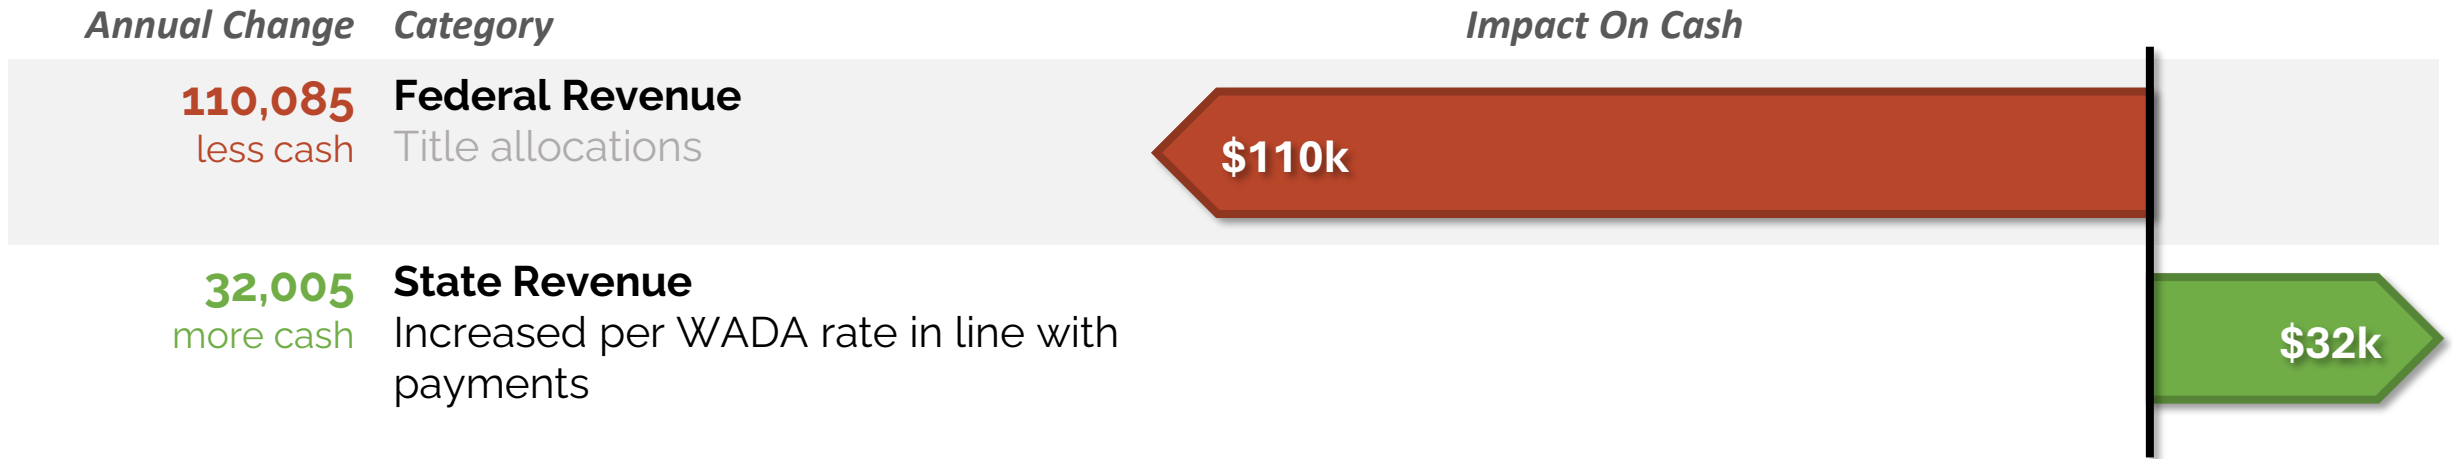 Annual Change Category Impact On Cash
110,085 Federal Revenue
less cash Title allocations
$110k
32,005 State Revenue
more cash Increased per WADA rate in line with
payments
$32k